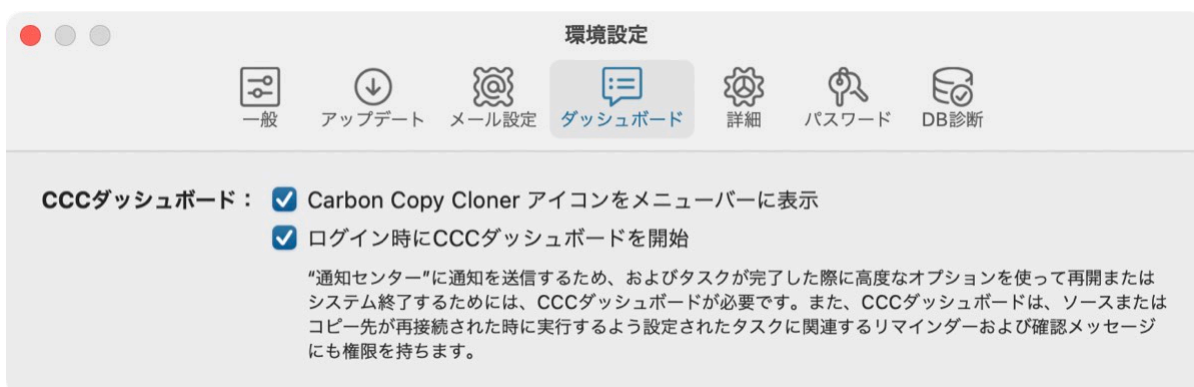 環境設定
一般
アップデート
メール設定
ダッシュボード
詳細
パスワード
DB診断
CCCダッシュボード：
Carbon Copy Cloner アイコンをメニューバーに表示
ログイン時にCCCダッシュボードを開始
“通知センター”に通知を送信するため、およびタスクが完了した際に高度なオプションを使って再開または
システム終了するためには、CCCダッシュボードが必要です。また、CCCダッシュボードは、ソースまたは
コピー先が再接続された時に実行するよう設定されたタスクに関連するリマインダーおよび確認メッセージ
にも権限を持ちます。